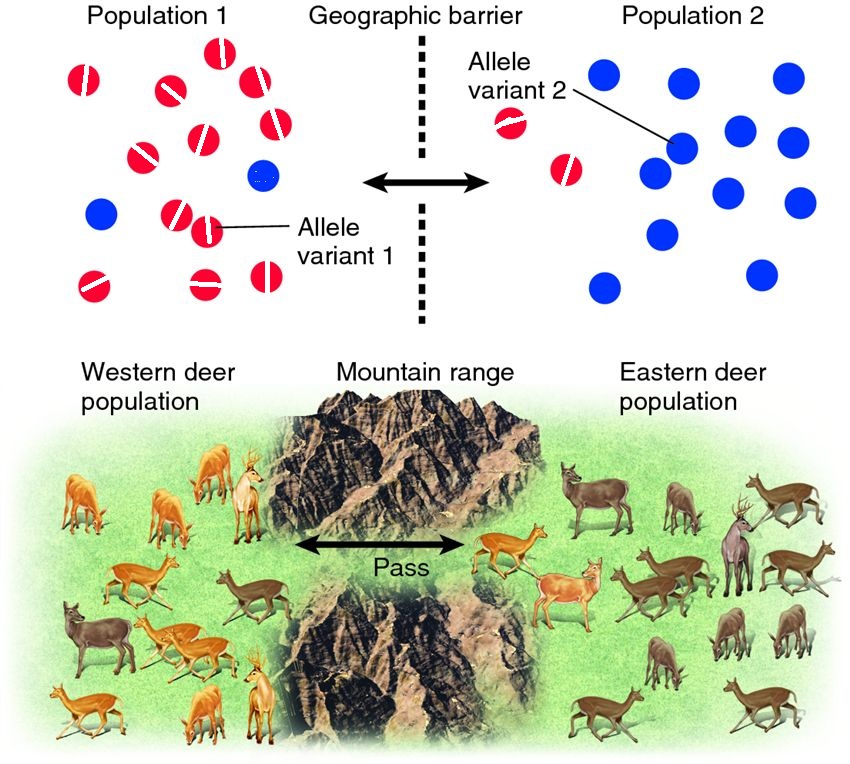 Population 1
Geographic barrier
Population 2
Allele
variant 2
Allele
variant 1
Western deer
population
Mountain range
Eastern deer
population
Pass